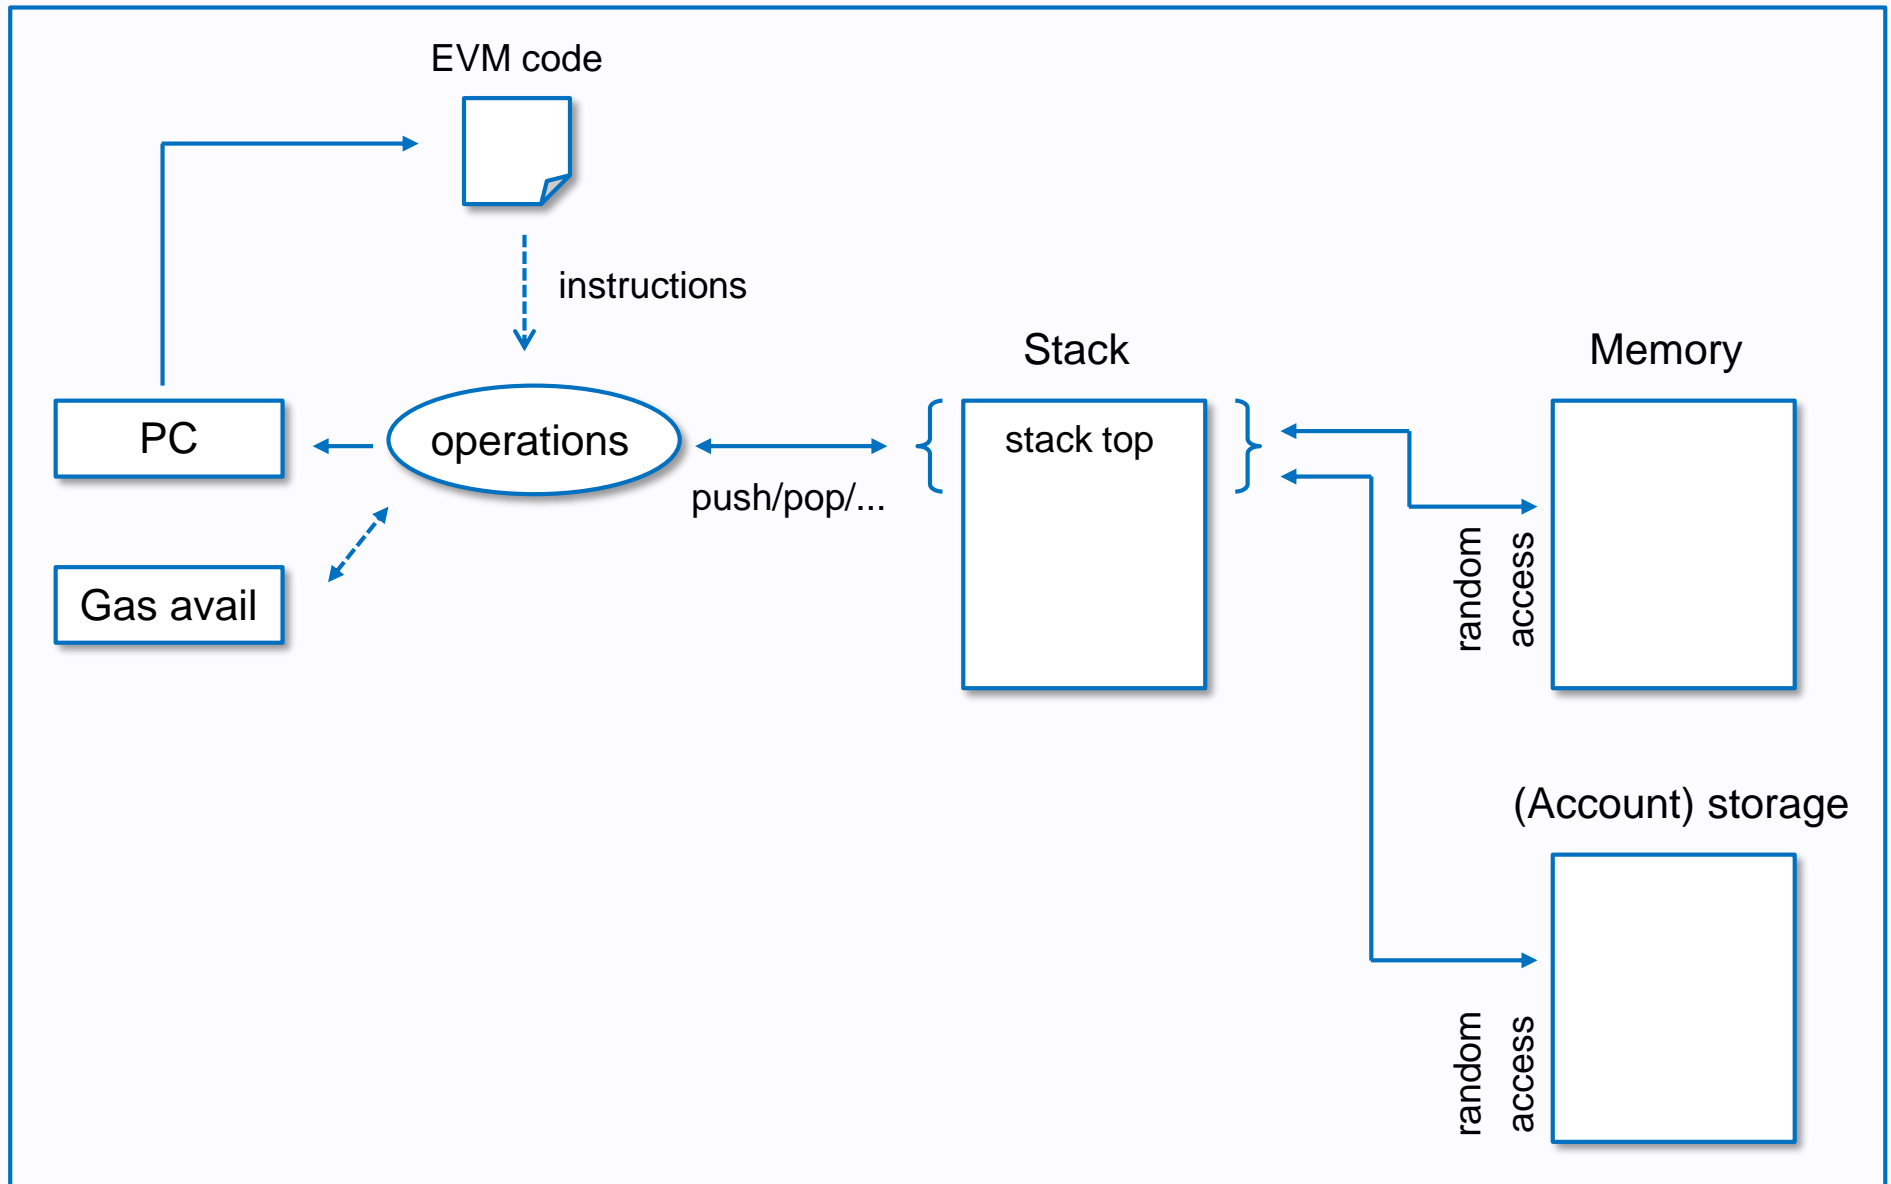 EVM code
instructions
Stack
Memory
PC
operations
stack top
push/pop/...
random
access
Gas avail
(Account) storage
random
access